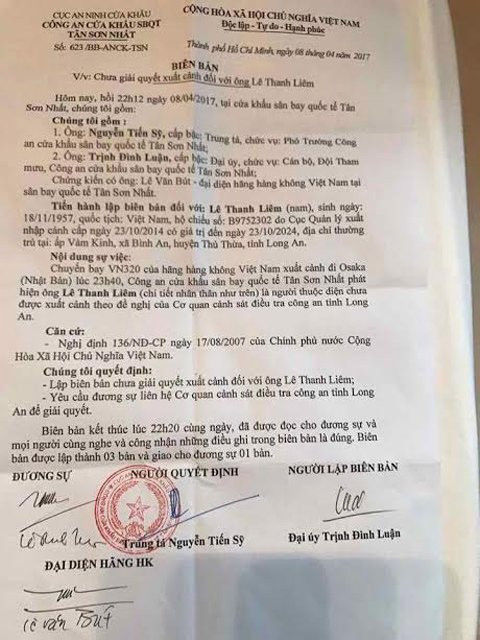 CỤC AN NINH CỬA KHẨU
CÔNG AN CỬA KHẨU SBQT
TÂN SƠN NHẤT
Số: 623/BB-ANCK-TSN
CỘNG HÒA XÃ HỘI CHỦ NGHĨA VIỆT NAM
Độc lập - Tự do - Hạnh phúc
Thành phố Hồ Chí Minh, ngày 08 tháng 04 năm 2017
BIÊN BẢN
V/v: Chưa giải quyết xuất cảnh đối với ông Lê Thanh Liêm
Hôm nay, hồi 22h12 ngày 08/04/2017, tại cửa khẩu sân bay quốc tế Tân
Sơn Nhất, chúng tôi gồm:
Chúng tôi gồm :
1. Ông: Nguyễn Tiến Sỹ, cấp bậc: Trung tá, chức vụ: Phó Trưởng Công
an cửa khẩu sân bay quốc tế Tân Sơn Nhất;
2. Ông: Trịnh Đình Luận, cấp bậc: Đại úy, chức vụ: Cán bộ, Đội Tham
mưu, Công an cửa khẩu sân bay quốc tế Tân Sơn Nhất;
Chứng kiến có ông: Lê Văn Bút - đại diện hãng hàng không Việt Nam tại
sân bay quốc tế Tân Sơn Nhất.
Tiến hành lập biên bản đối với: Lê Thanh Liêm (nam), sinh ngày:
18/11/1957, quốc tịch: Việt Nam, hộ chiếu số: B9752302 do Cục Quản lý xuất
nhập cảnh cấp ngày 23/10/2014 có giá trị đến ngày 23/10/2024, địa chỉ thường
trú tại: ấp Vàm Kinh, xã Bình An, huyện Thủ Thừa, tỉnh Long An.
Nội dung sự việc:
Chuyến bay VN320 của hãng hàng không Việt Nam xuất cảnh đi Osaka
(Nhật Bản) lúc 23h40, Công an cửa khẩu sân bay quốc tế Tân Sơn Nhất phát
hiện ông Lê Thanh Liêm (chi tiết nhân thân như trên) là người thuộc diện chưa
được xuất cảnh theo đề nghị của Cơ quan cảnh sát điều tra công an tỉnh Long
An.
Căn cứ:
- Nghị định 136/NĐ-CP ngày 17/08/2007 của Chính phủ nước Cộng
Hòa Xã Hội Chủ Nghĩa Việt Nam.
Chúng tôi quyết định:
- Lập biên bản chưa giải quyết xuất cảnh đối với ông Lê Thanh Liêm;
- Yêu cầu đương sự liên hệ Cơ quan cảnh sát điều tra công an tỉnh Long
An để giải quyết.
Biên bản kết thúc lúc 22h20 cùng ngày, đã được đọc cho đương sự và
mọi người cùng nghe và công nhận những điều ghi trong biên bản là đúng. Biên
bản được lập thành 03 bản và giao cho đương sự 01 bản.
ĐƯƠNG SỰ
NGƯỜI QUYẾT ĐỊNH
NGƯỜI LẬP BIÊN BẢN
Trung tá Nguyễn Tiến Sỹ
Đại úy Trịnh Đình Luận
ĐẠI DIỆN HÃNG HK
Lê Văn Bút